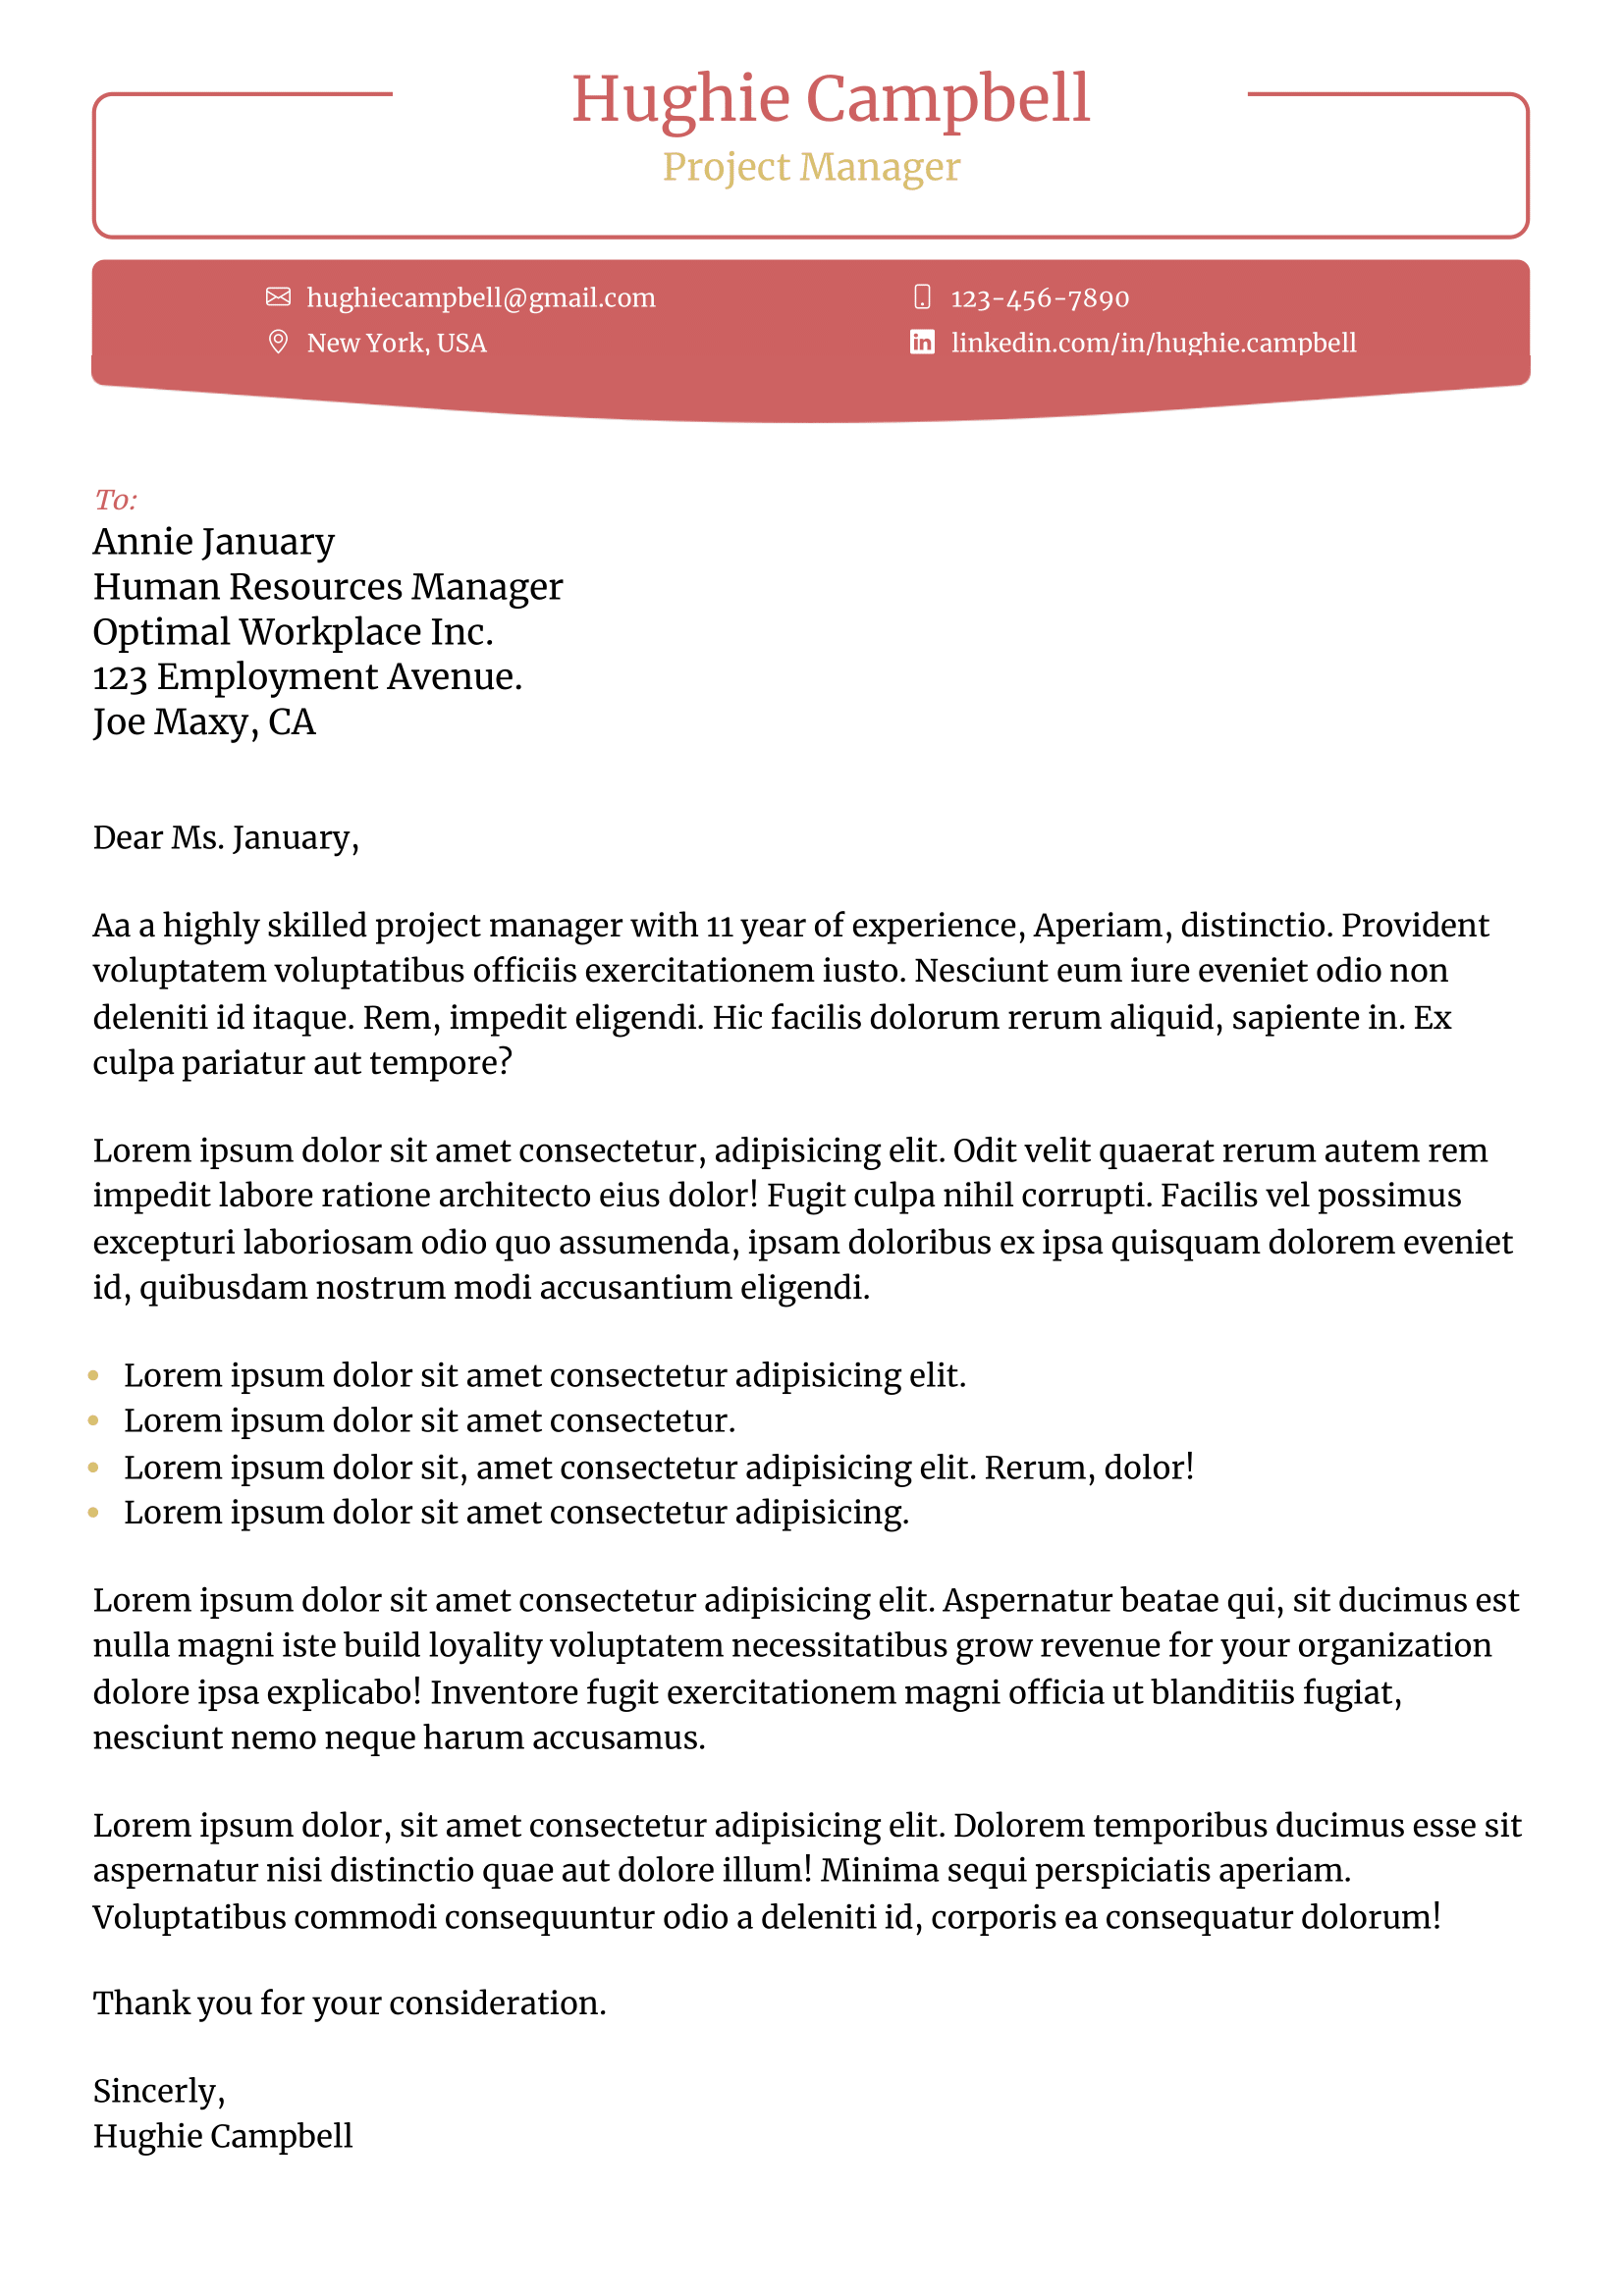 Hughie Campbell
Project Manager
hughiecampbell@gmail.com
123-456-7890
New York, USA
linkedin.com/in/hughie.campbell
To:
Annie January
Human Resources Manager
Optimal Workplace Inc.
123 Employment Avenue.
Joe Maxy, CA
Dear Ms. January,
Aa a highly skilled project manager with 11 year of experience, Aperiam, distinctio. Provident
voluptatem voluptatibus officiis exercitationem iusto. Nesciunt eum iure eveniet odio non
deleniti id itaque. Rem, impedit eligendi. Hic facilis dolorum rerum aliquid, sapiente in. Ex
culpa pariatur aut tempore?
Lorem ipsum dolor sit amet consectetur, adipisicing elit. Odit velit quaerat rerum autem rem
impedit labore ratione architecto eius dolor! Fugit culpa nihil corrupti. Facilis vel possimus
excepturi laboriosam odio quo assumenda, ipsam doloribus ex ipsa quisquam dolorem eveniet
id, quibusdam nostrum modi accusantium eligendi.
• Lorem ipsum dolor sit amet consectetur adipisicing elit.
• Lorem ipsum dolor sit amet consectetur.
• Lorem ipsum dolor sit, amet consectetur adipisicing elit. Rerum, dolor!
• Lorem ipsum dolor sit amet consectetur adipisicing.
Lorem ipsum dolor sit amet consectetur adipisicing elit. Aspernatur beatae qui, sit ducimus est
nulla magni iste build loyality voluptatem necessitatibus grow revenue for your organization
dolore ipsa explicabo! Inventore fugit exercitationem magni officia ut blanditiis fugiat,
nesciunt nemo neque harum accusamus.
Lorem ipsum dolor, sit amet consectetur adipisicing elit. Dolorem temporibus ducimus esse sit
aspernatur nisi distinctio quae aut dolore illum! Minima sequi perspiciatis aperiam.
Voluptatibus commodi consequuntur odio a deleniti id, corporis ea consequatur dolorum!
Thank you for your consideration.
Sincerly,
Hughie Campbell